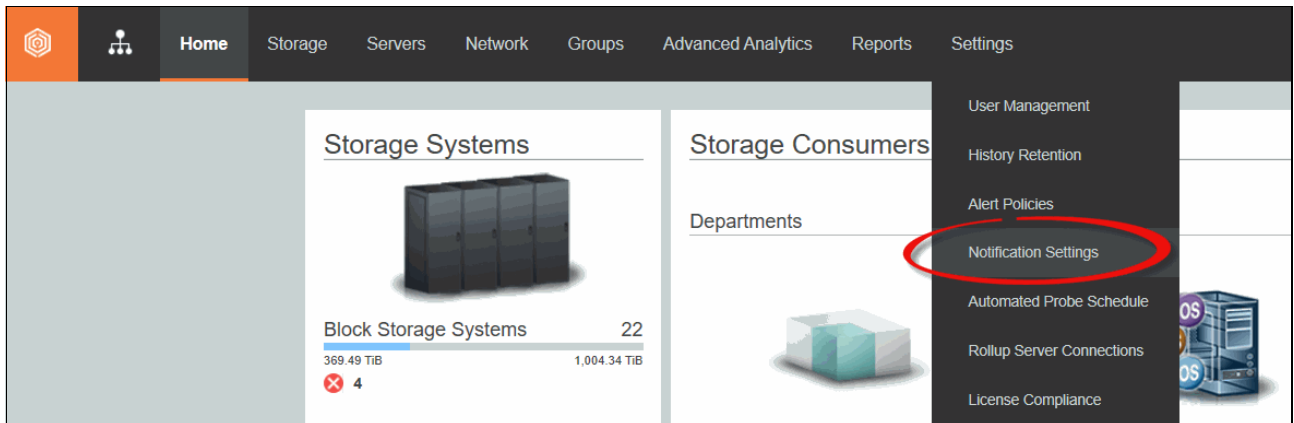 Home Storage Servers Network Groups Advanced Analytics Reports Settings
User Management
History Retention
Alert Policies
Notification Settings
Automated Probe Schedule
Rollup Server Connections
License Compliance
Storage Systems
Block Storage Systems 22
369.49 TiB 1,004.34 TiB
4
Storage Consumers
Departments
OS
OS